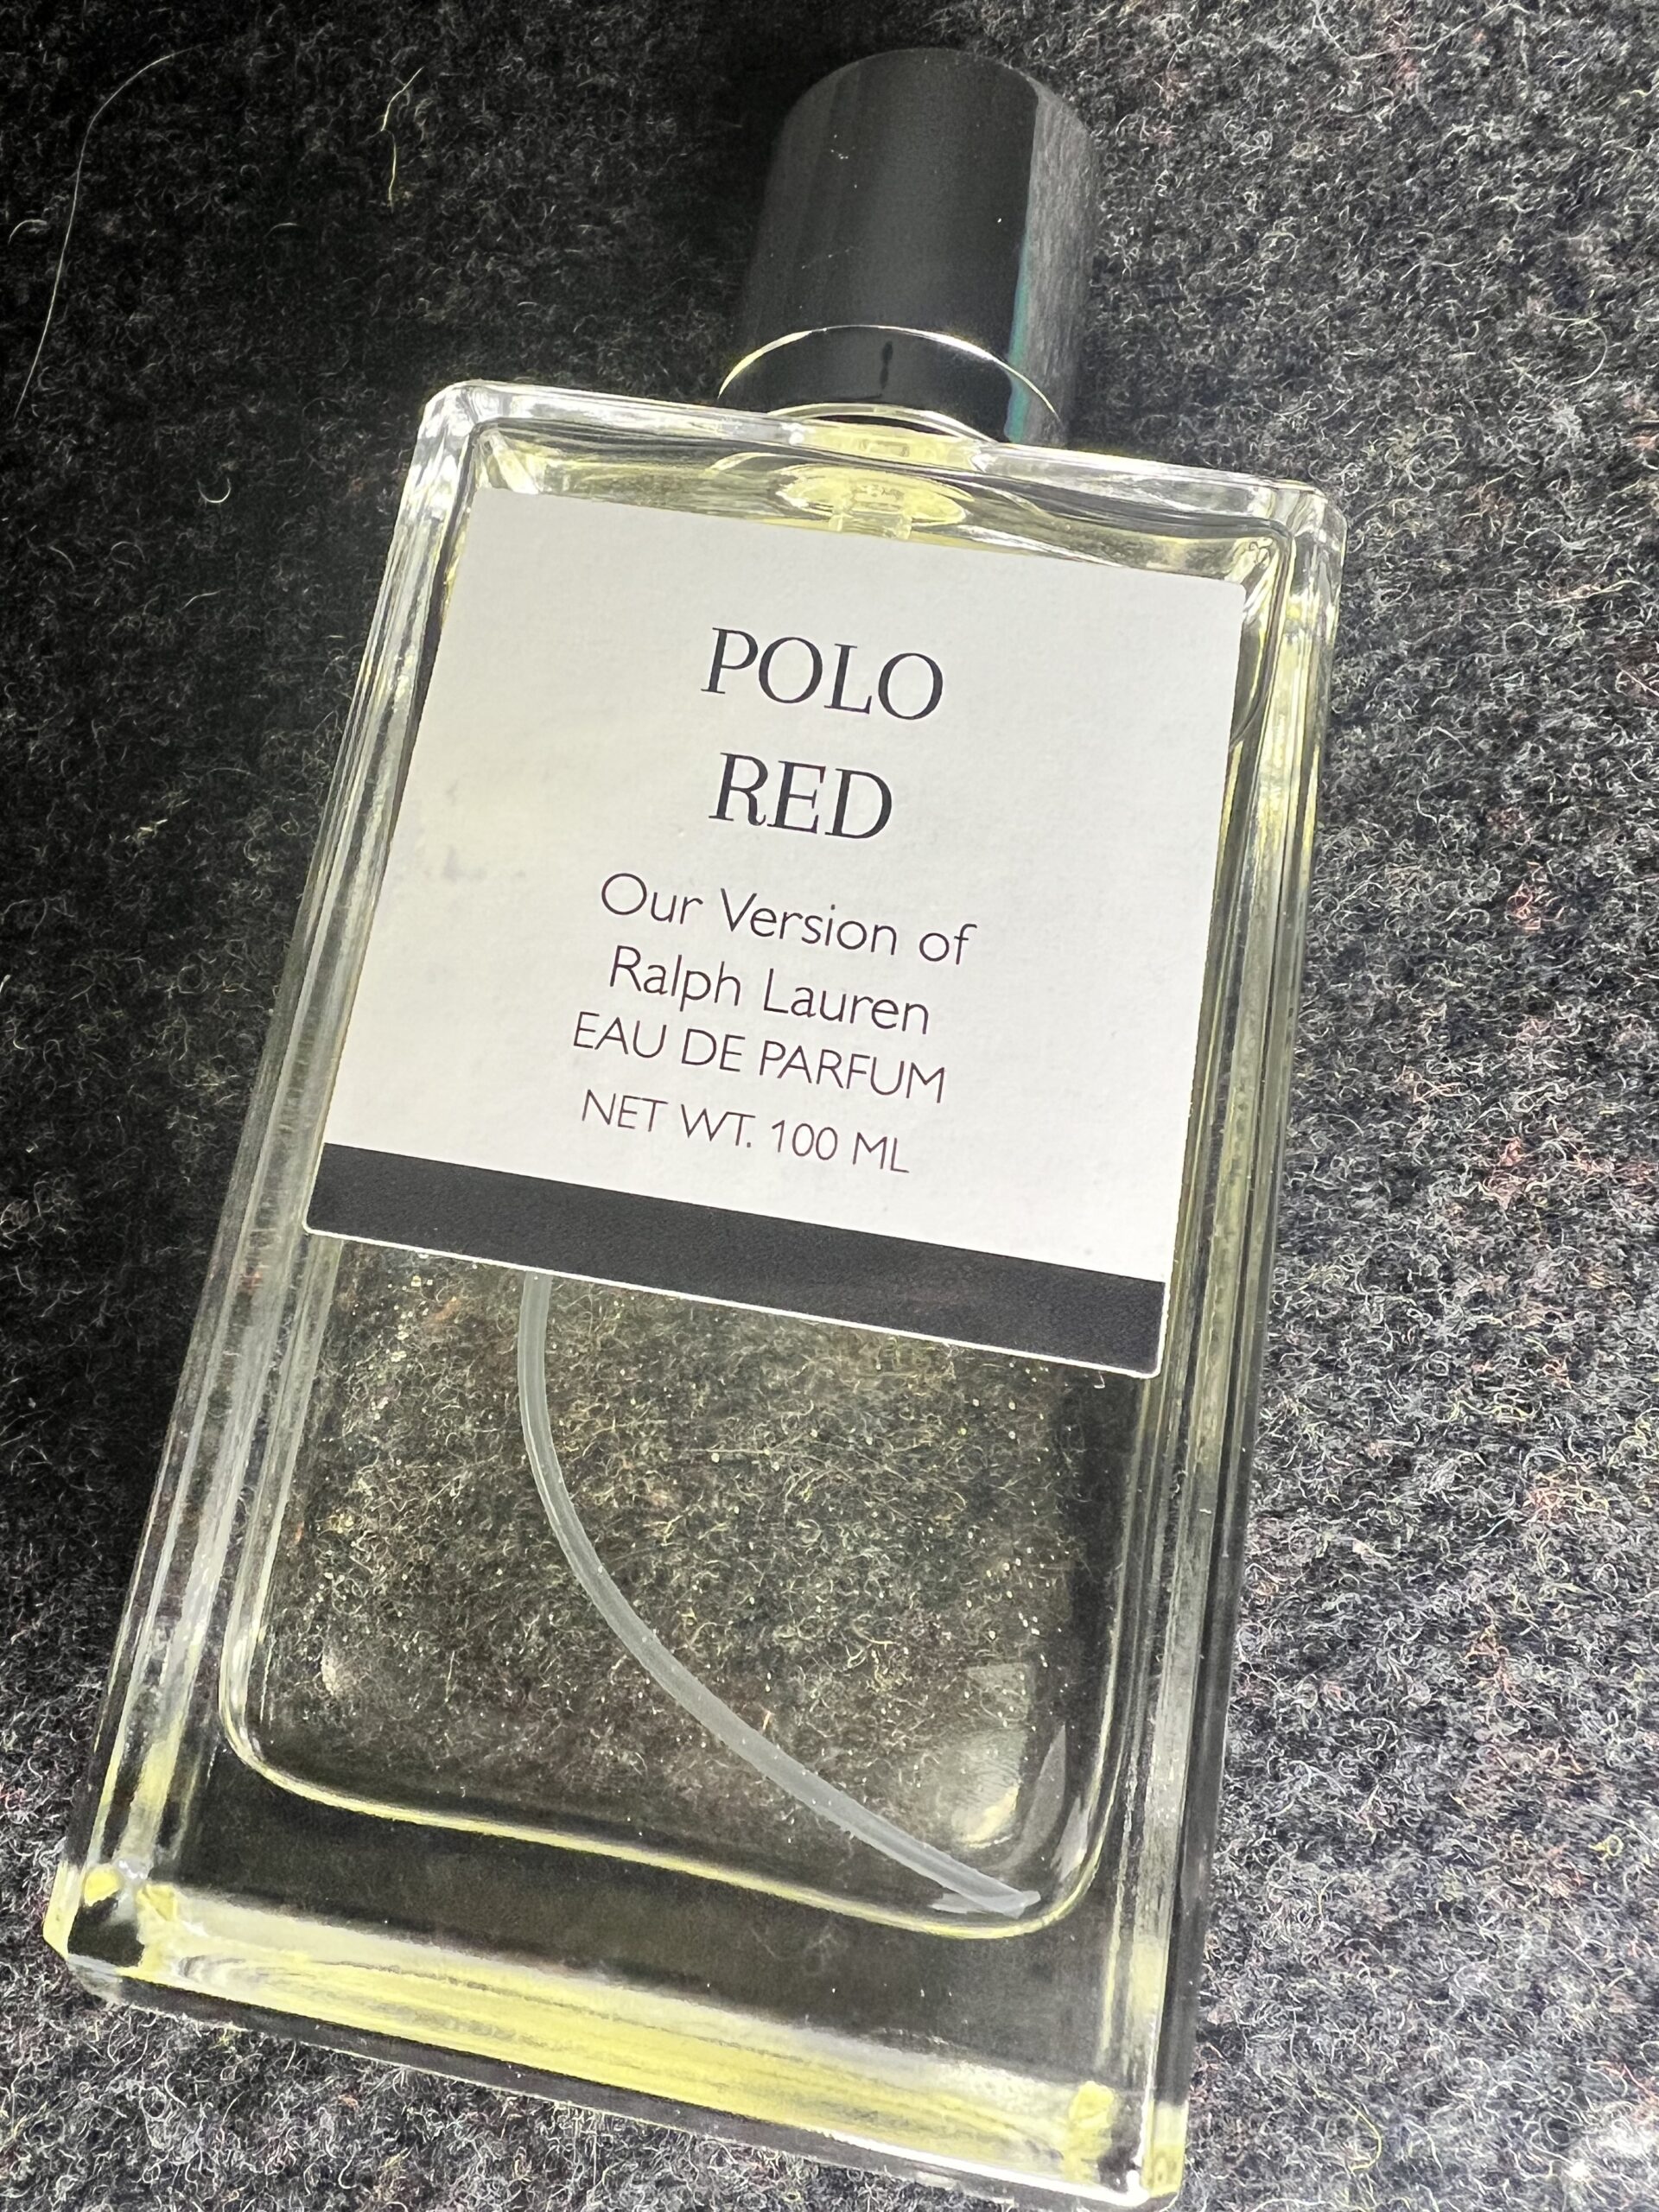 POLO
RED
Our Version of
Ralph Lauren
EAU DE PARFUM
NET WT. 100 ML